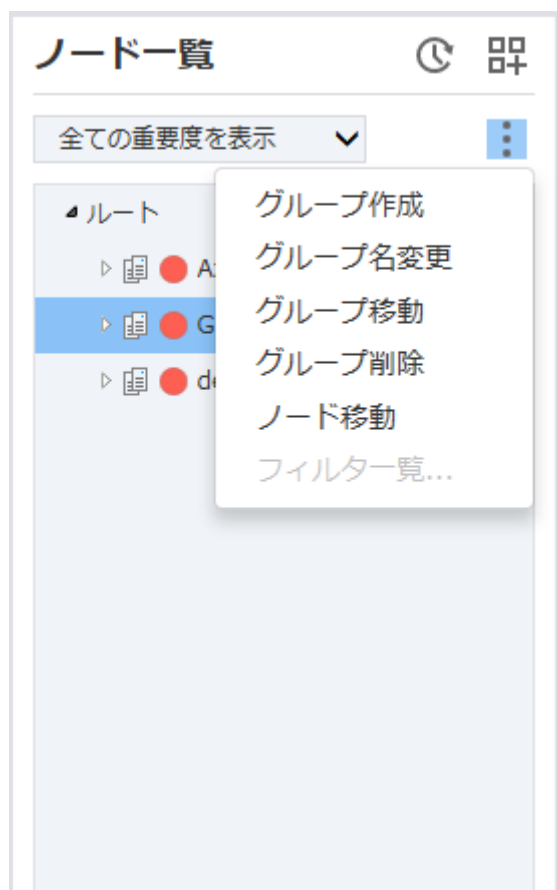 ノード一覧
全ての重要度を表示
ルート
グループ作成
グループ名変更
グループ移動
グループ削除
ノード移動
フィルター覧...